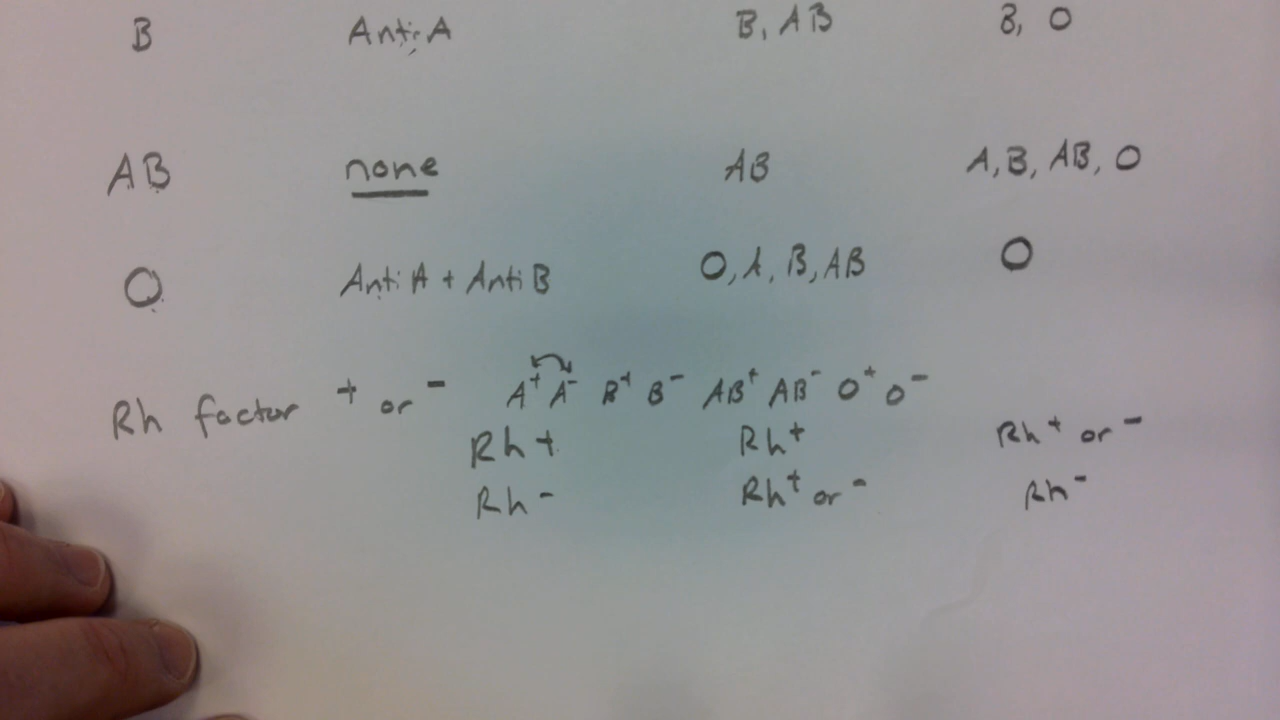 B Anti-A B, AB B, O
AB none AB A, B, AB, O
O Anti A + Anti B O, A, B, AB O
Rh factor + or - A⁺ A⁻ B⁺ B⁻ AB⁺ AB⁻ O⁺ O⁻
Rh + Rh⁺ Rh⁺ or -
Rh - Rh⁺ or - Rh⁻